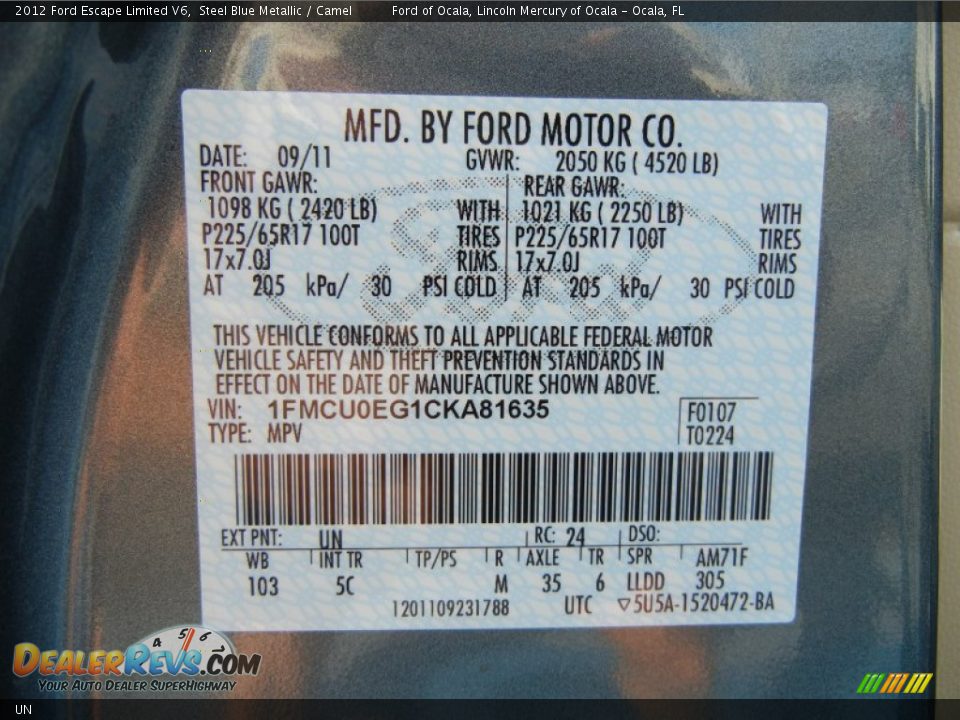 2012 Ford Escape Limited V6, Steel Blue Metallic / Camel Ford of Ocala, Lincoln Mercury of Ocala - Ocala, FL
MFD. BY FORD MOTOR CO.
DATE: 09/11 GVWR: 2050 KG ( 4520 LB)
FRONT GAWR: REAR GAWR:
1098 KG ( 2420 LB) WITH 1021 KG ( 2250 LB) WITH
P225/65R17 100T TIRES P225/65R17 100T TIRES
17x7.0J RIMS 17x7.0J RIMS
AT 205 kPa/ 30 PSI COLD AT 205 kPa/ 30 PSI COLD
THIS VEHICLE CONFORMS TO ALL APPLICABLE FEDERAL MOTOR
VEHICLE SAFETY AND THEFT PREVENTION STANDARDS IN
EFFECT ON THE DATE OF MANUFACTURE SHOWN ABOVE.
VIN: 1FMCU0EG1CKA81635 F0107
TYPE: MPV T0224
EXT PNT: UN RC: 24 DSO:
WB INT TR TP/PS R AXLE TR SPR AM71F
103 5C M 35 6 LLDD 305
1201109231788 UTC ▽5U5A-1520472-BA
4 5 6
DEALERREVS.COM
YOUR AUTO DEALER SUPERHIGHWAY
UN